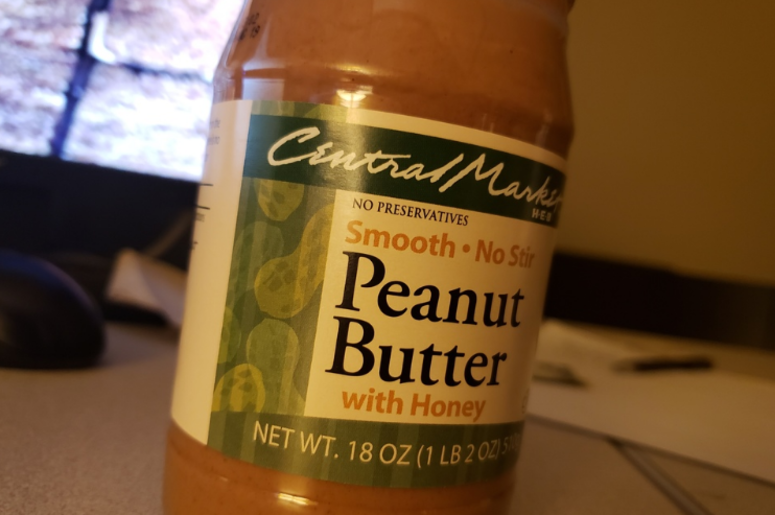 Central Market
NO PRESERVATIVES
Smooth • No Stir
Peanut
Butter
with Honey
NET WT. 18 OZ (1 LB 2 OZ)